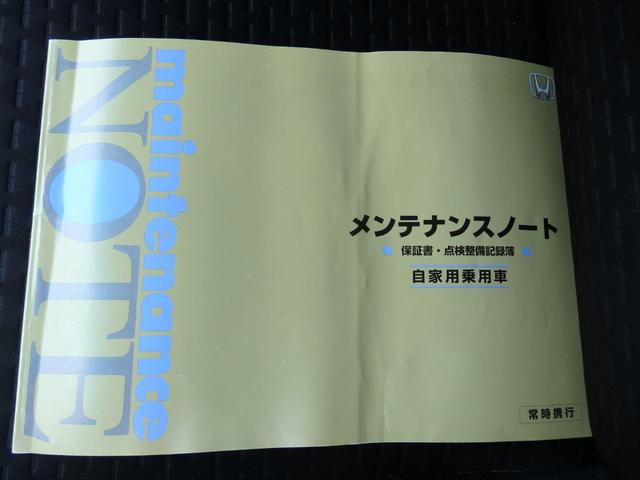 maintenance
NOTE
メンテナンスノート
保証書・点検整備記録簿
自家用乗用車
常時携行